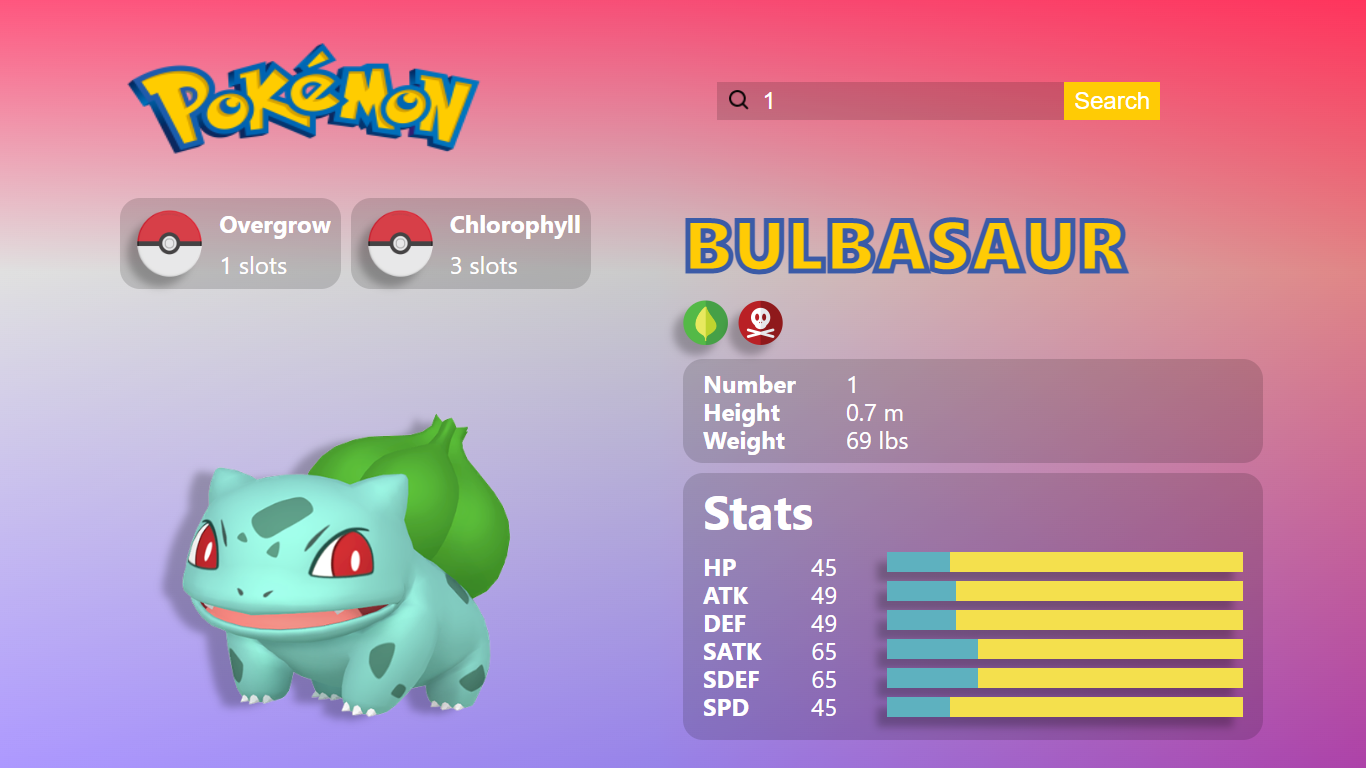 POKéMON
1
Search
Overgrow
1 slots
Chlorophyll
3 slots
BULBASAUR
Number 1
Height 0.7 m
Weight 69 lbs
Stats
HP 45
ATK 49
DEF 49
SATK 65
SDEF 65
SPD 45